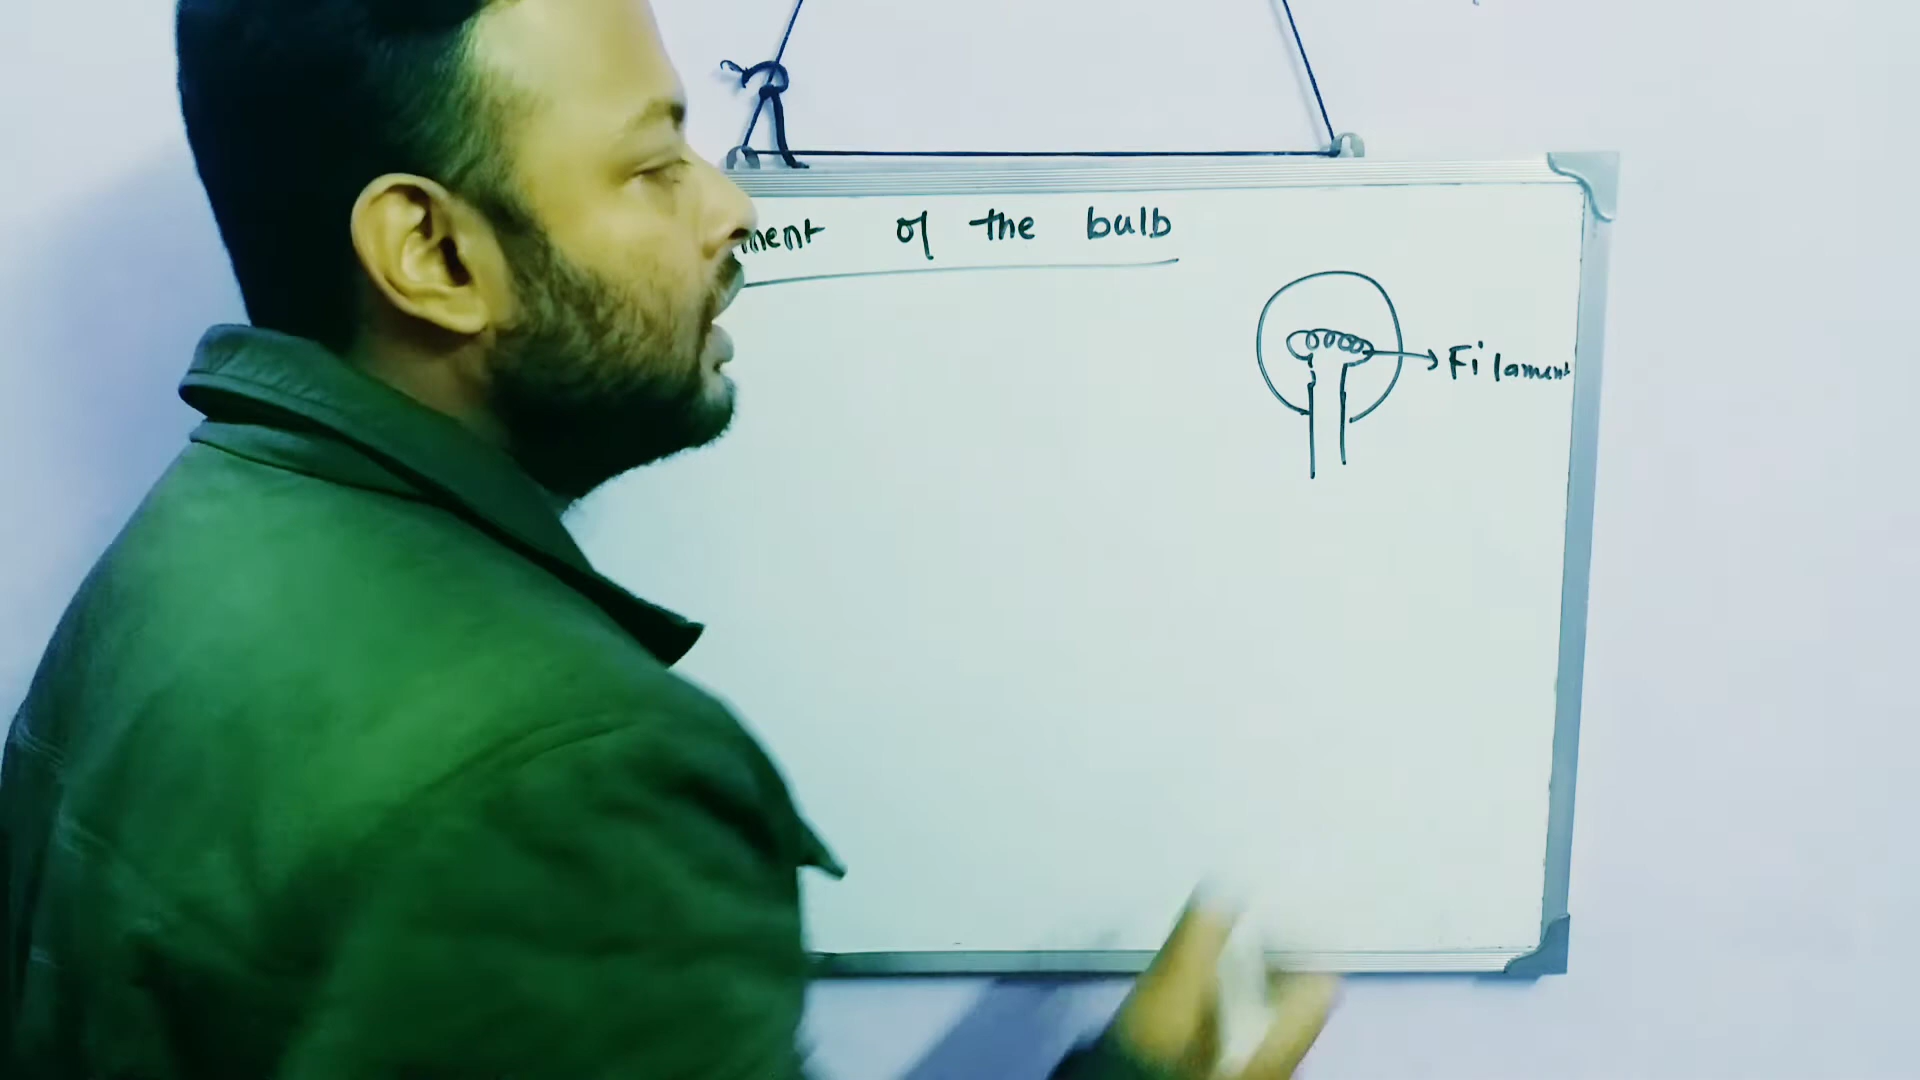 ment of the bulb
Filament